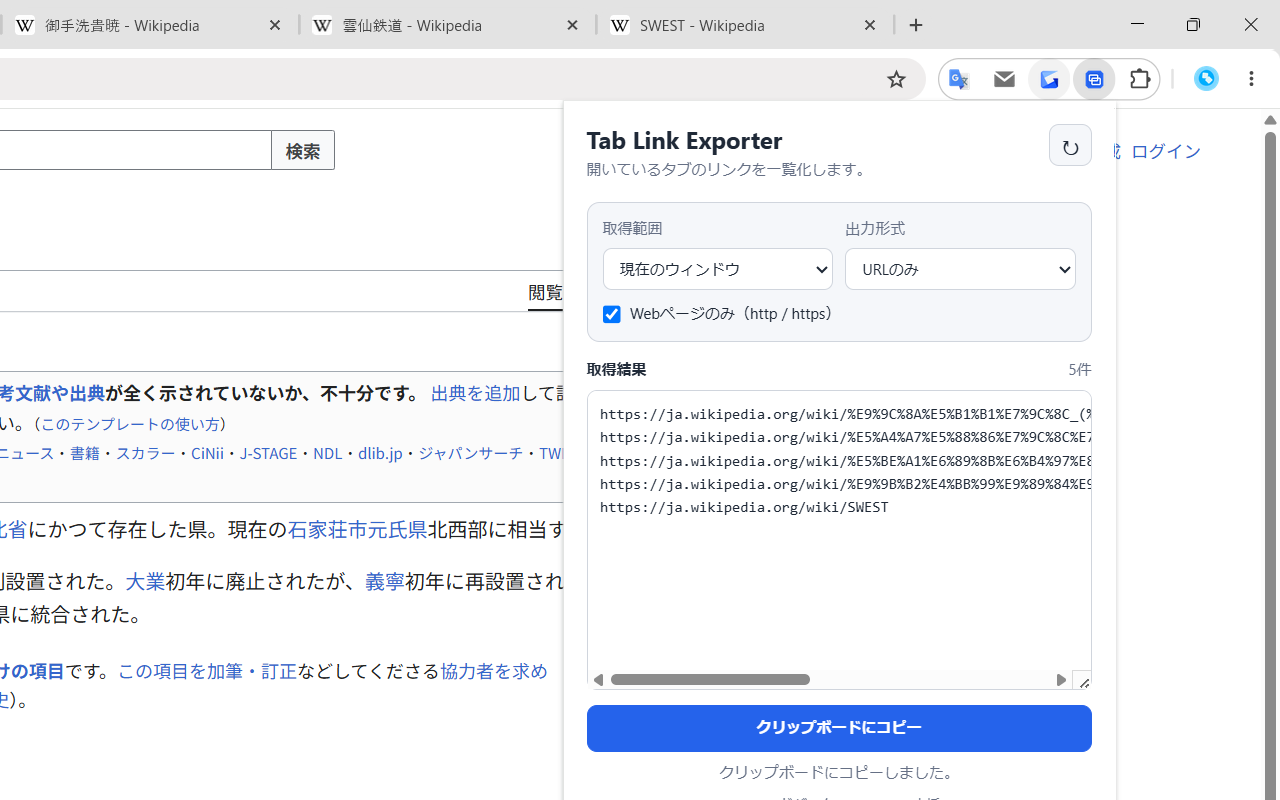 御手洗貴暁 - Wikipedia
雲仙鉄道 - Wikipedia
SWEST - Wikipedia
検索
ログイン
閲覧
考文献や出典が全く示されていないか、不十分です。出典を追加して
い。（このテンプレートの使い方）
ニュース・書籍・スカラー・CiNii・J-STAGE・NDL・dlib.jp・ジャパンサーチ・TW
北省にかつて存在した県。現在の石家荘市元氏県北西部に相当す
設置された。大業初年に廃止されたが、義寧初年に再設置され
県に統合された。
けの項目です。この項目を加筆・訂正などしてくださる協力者を求め
史）。
Tab Link Exporter
開いているタブのリンクを一覧化します。
取得範囲
出力形式
現在のウィンドウ
URLのみ
Webページのみ（http / https）
取得結果
5件
https://ja.wikipedia.org/wiki/%E9%9C%8A%E5%B1%B1%E7%9C%8C_(%
https://ja.wikipedia.org/wiki/%E5%A4%A7%E5%88%86%E7%9C%8C%E7
https://ja.wikipedia.org/wiki/%E5%BE%A1%E6%89%8B%E6%B4%97%E8
https://ja.wikipedia.org/wiki/%E9%9B%B2%E4%BB%99%E9%89%84%E9
https://ja.wikipedia.org/wiki/SWEST
クリップボードにコピー
クリップボードにコピーしました。